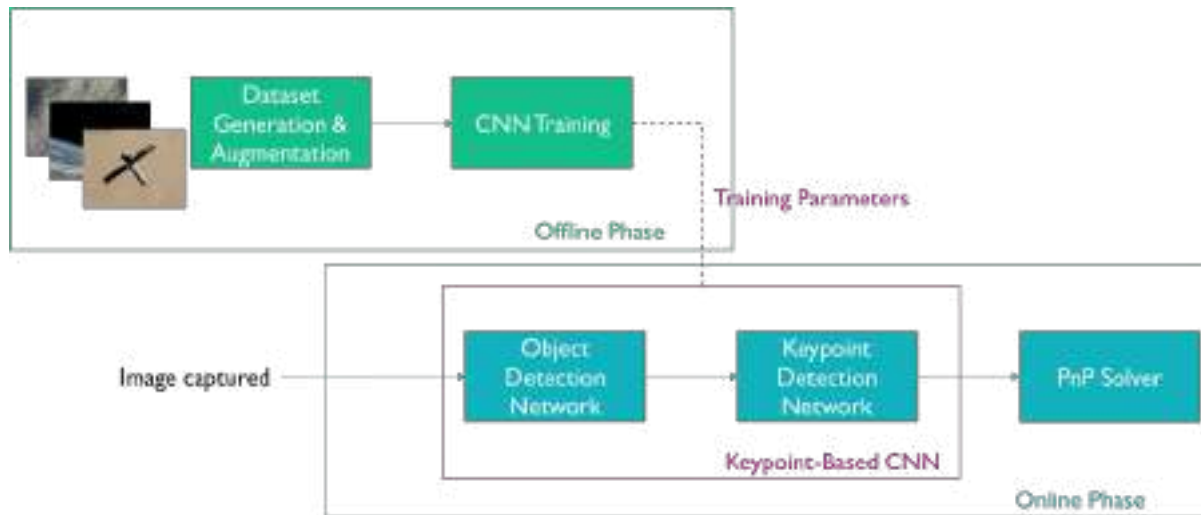 Dataset
Generation &
Augmentation
CNN Training
Training Parameters
Offline Phase
Image captured
Object
Detection
Network
Keypoint
Detection
Network
PnP Solver
Keypoint-Based CNN
Online Phase